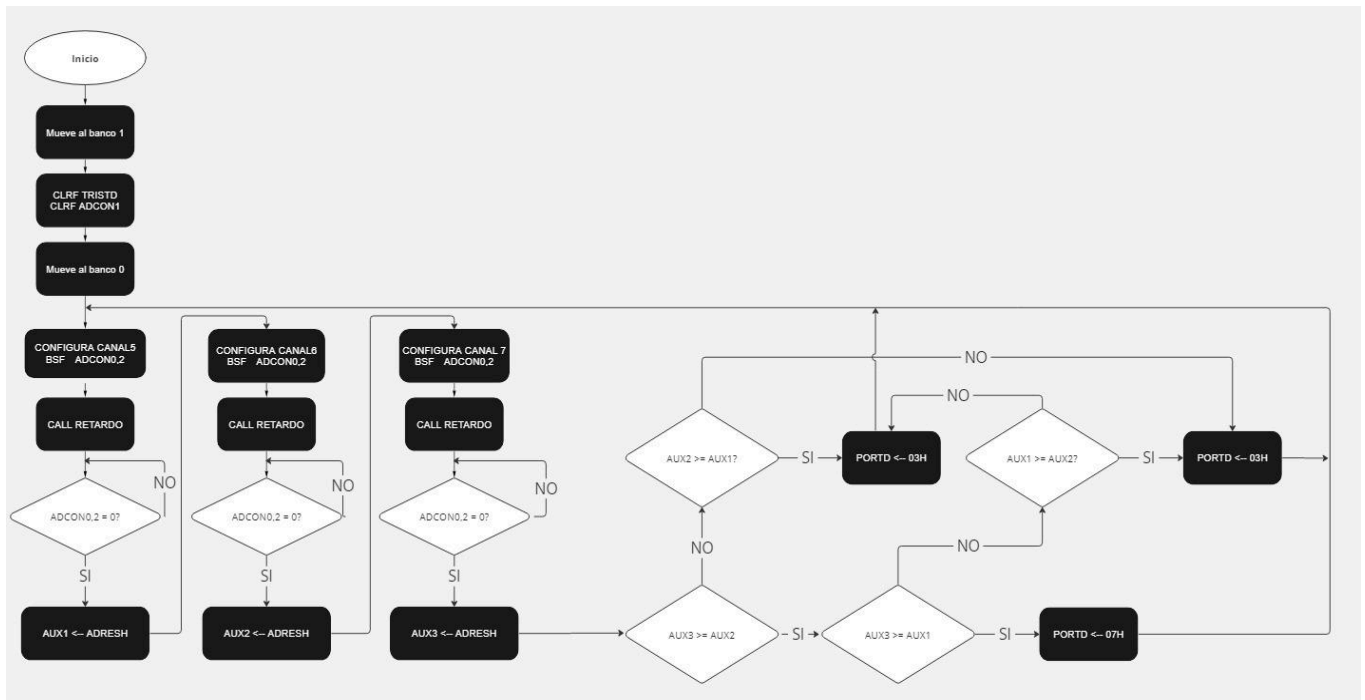 Inicio
Mueve al banco 1
CLRF TRISTD
CLRF ADCON1
Mueve al banco 0
CONFIGURA CANAL5
BSF ADCON0,2
CALL RETARDO
NO
ADCON0,2 = 0?
SI
AUX1 <-- ADRESH
CONFIGURA CANAL6
BSF ADCON0,2
CALL RETARDO
NO
ADCON0,2 = 0?
SI
AUX2 <-- ADRESH
CONFIGURA CANAL 7
BSF ADCON0,2
CALL RETARDO
NO
ADCON0,2 = 0?
SI
AUX3 <-- ADRESH
AUX3 >= AUX2
NO
SI
AUX2 >= AUX1?
NO
SI
PORTD <-- 03H
AUX3 >= AUX1
NO
SI
PORTD <-- 07H
AUX1 >= AUX2?
NO
SI
PORTD <-- 03H